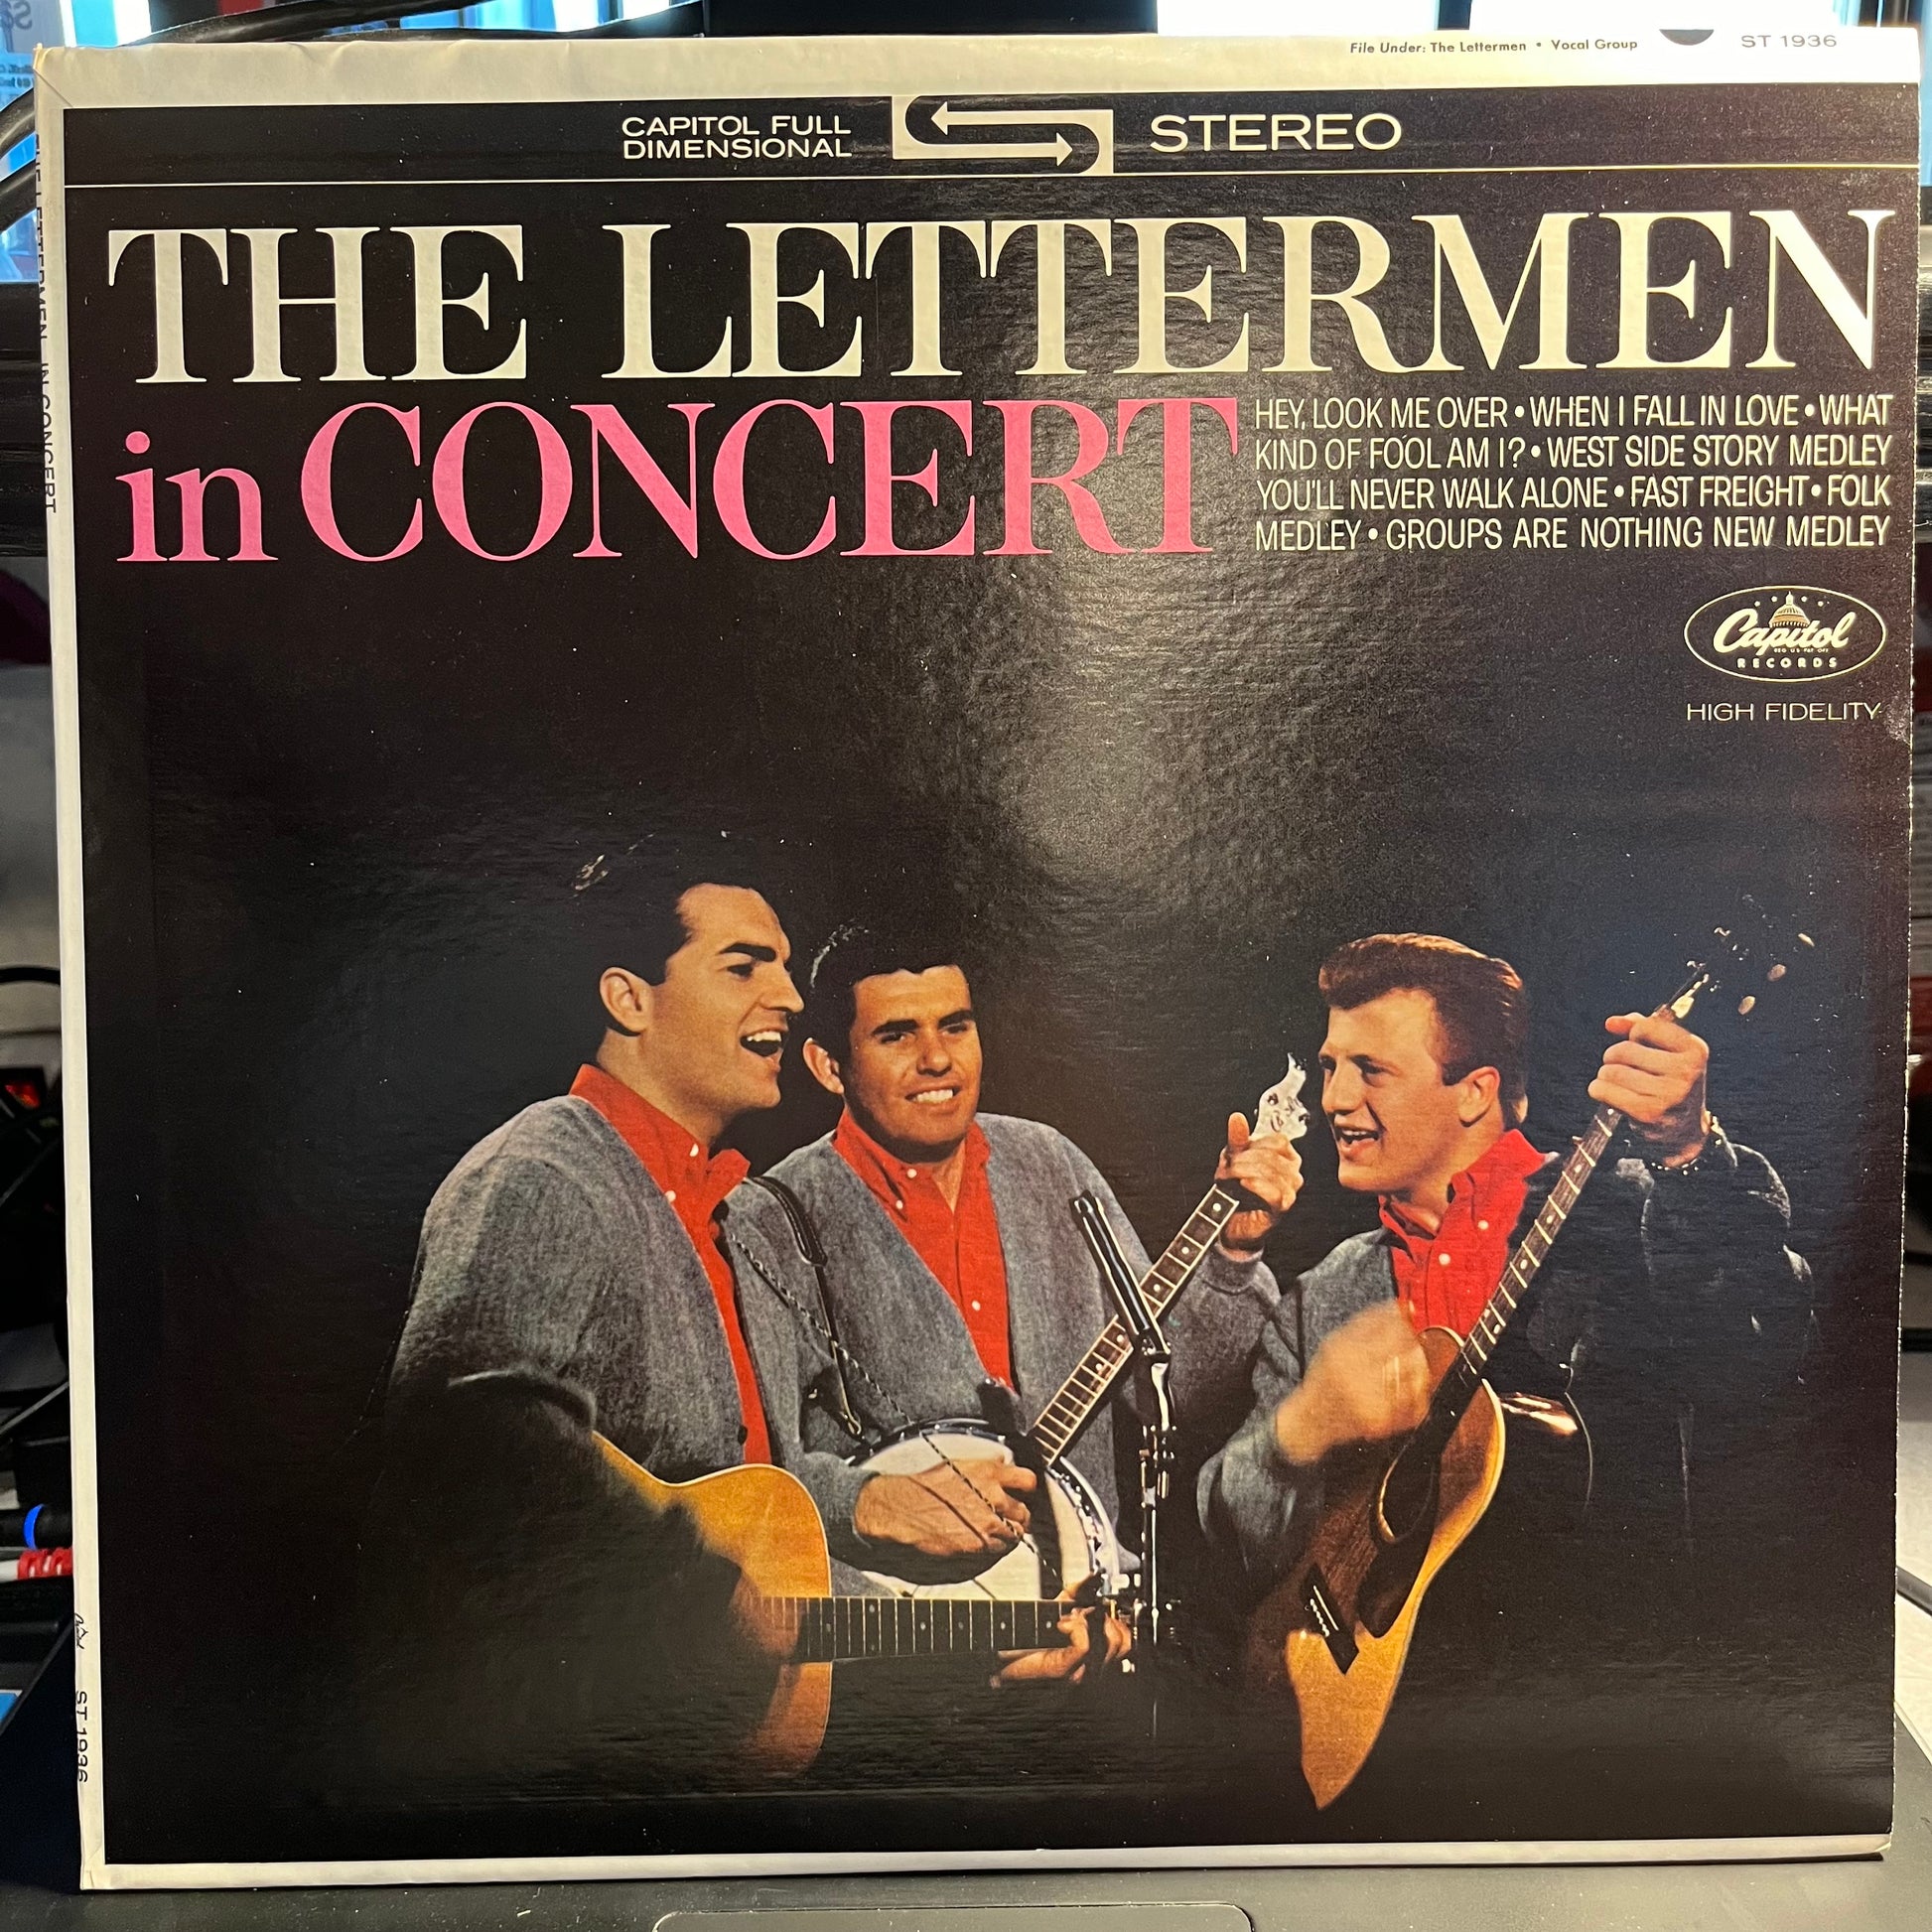 File Under: The Lettermen • Vocal Group
ST 1936
CAPITOL FULL
DIMENSIONAL
STEREO
THE LETTERMEN
in CONCERT
HEY, LOOK ME OVER • WHEN I FALL IN LOVE • WHAT
KIND OF FOOL AM I? • WEST SIDE STORY MEDLEY
YOU'LL NEVER WALK ALONE • FAST FREIGHT • FOLK
MEDLEY • GROUPS ARE NOTHING NEW MEDLEY
Capitol
RECORDS
HIGH FIDELITY
THE LETTERMEN IN CONCERT
ST 1936